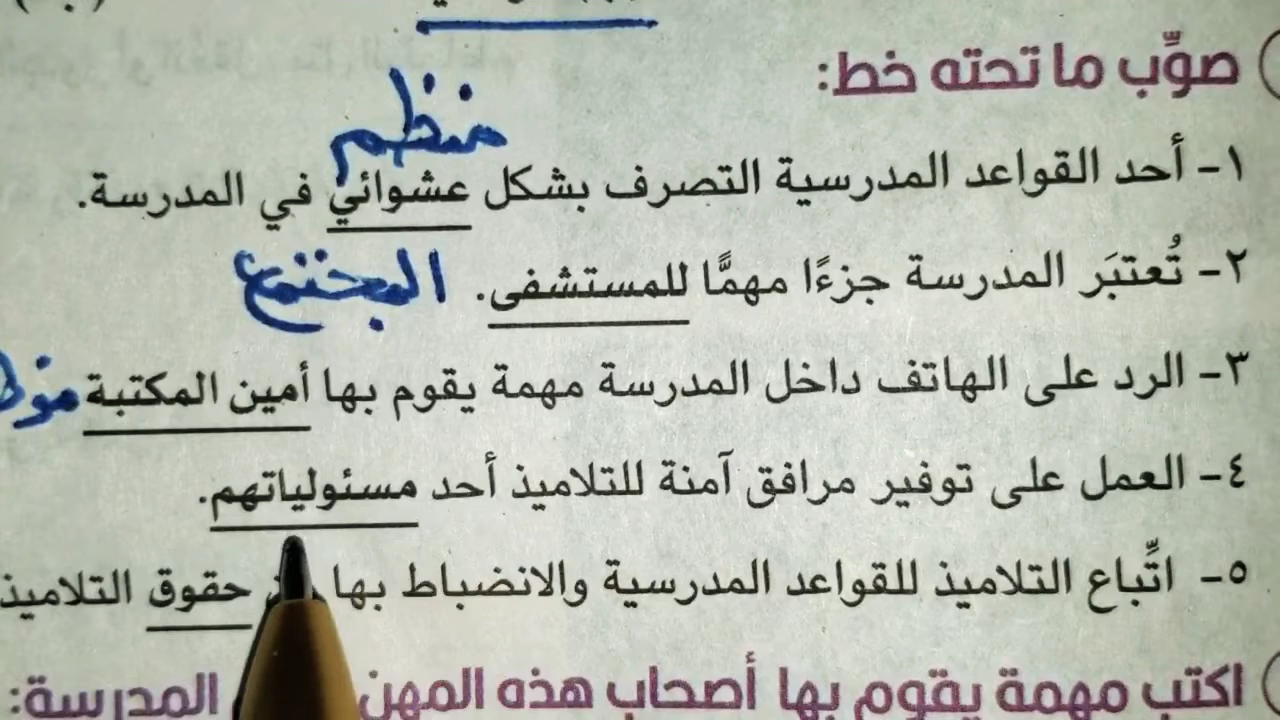 صوِّب ما تحته خط:
منظم
١- أحد القواعد المدرسية التصرف بشكل عشوائي في المدرسة.
٢- تُعتبَر المدرسة جزءًا مهمًّا للمستشفى. المجتمع
٣- الرد على الهاتف داخل المدرسة مهمة يقوم بها أمين المكتبة
٤- العمل على توفير مرافق آمنة للتلاميذ أحد مسئولياتهم.
٥- اتِّباع التلاميذ للقواعد المدرسية والانضباط بها حقوق التلاميذ
اكتب مهمة يقوم بها أصحاب هذه المهن المدرسة: